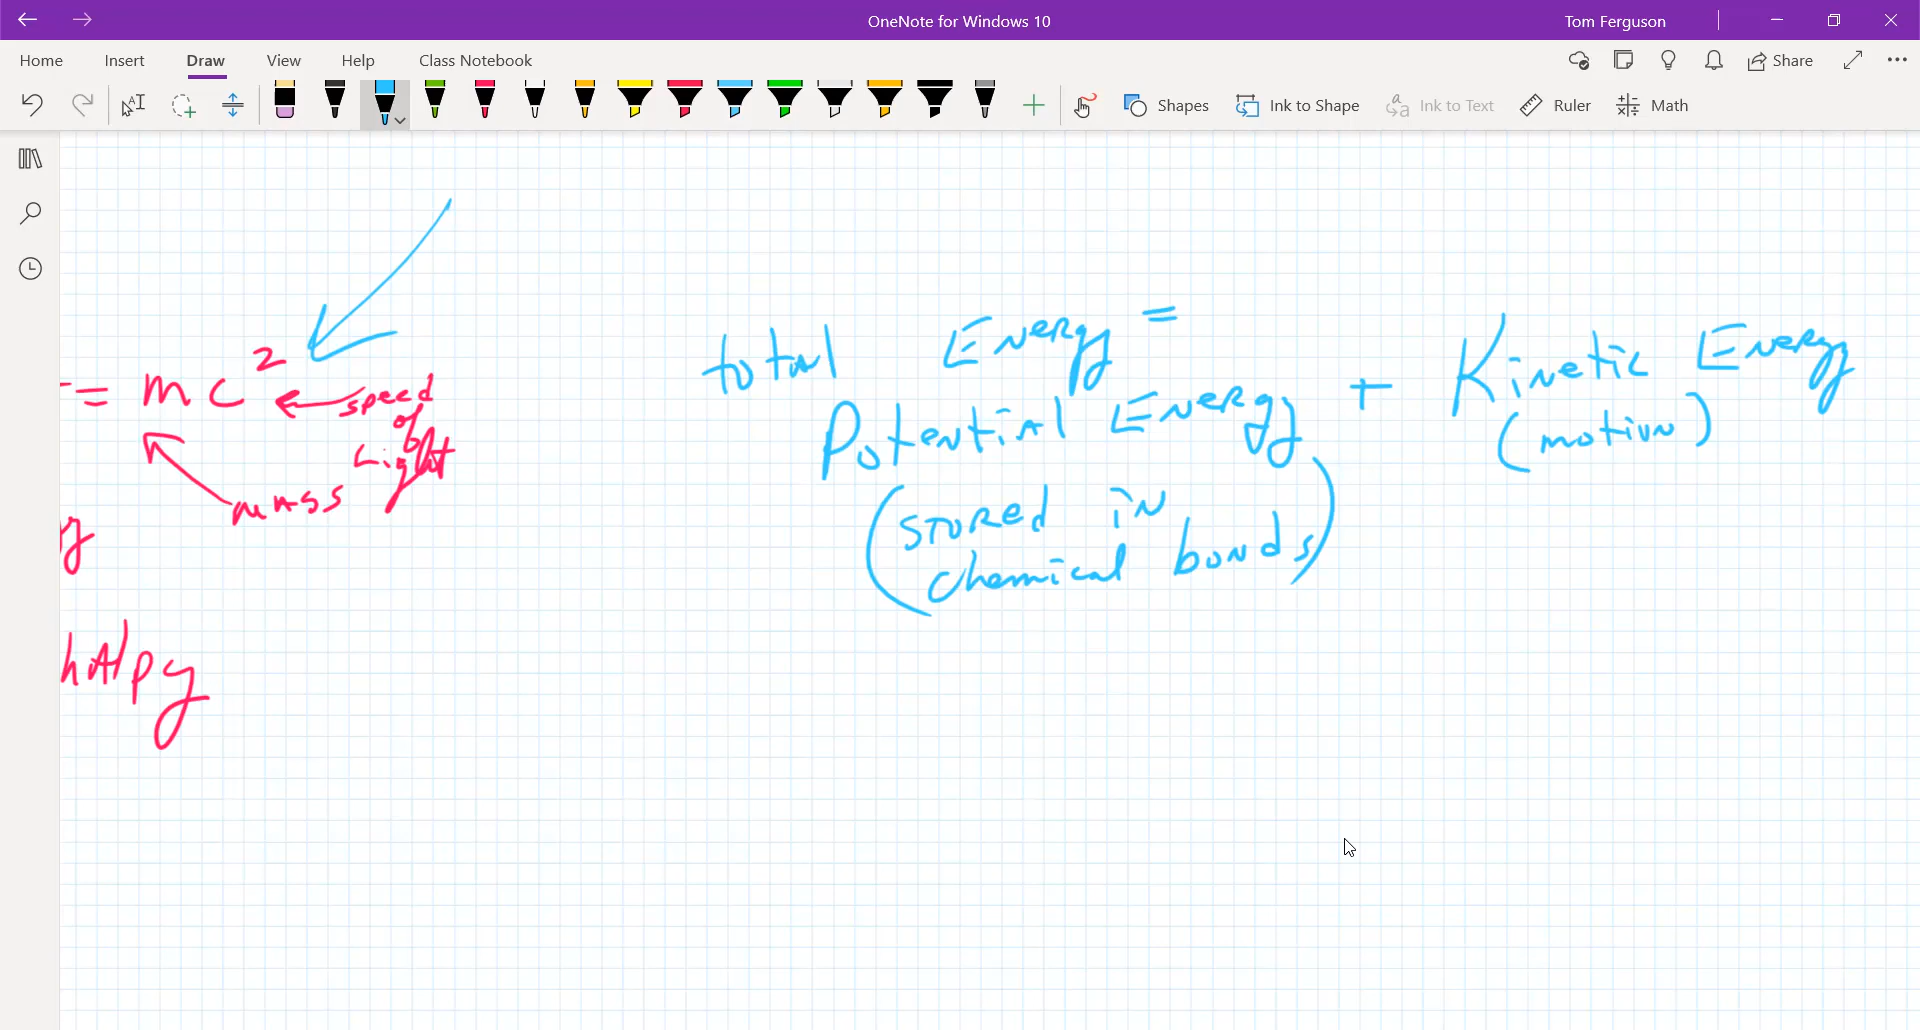 OneNote for Windows 10
Tom Ferguson
Home Insert Draw View Help Class Notebook
Share
Shapes Ink to Shape Ink to Text Ruler Math
= mc²
speed
of
Light
mass
y
halpy
total Energy =
Potential Energy + Kinetic Energy
(stored in chemical bonds)
(motion)